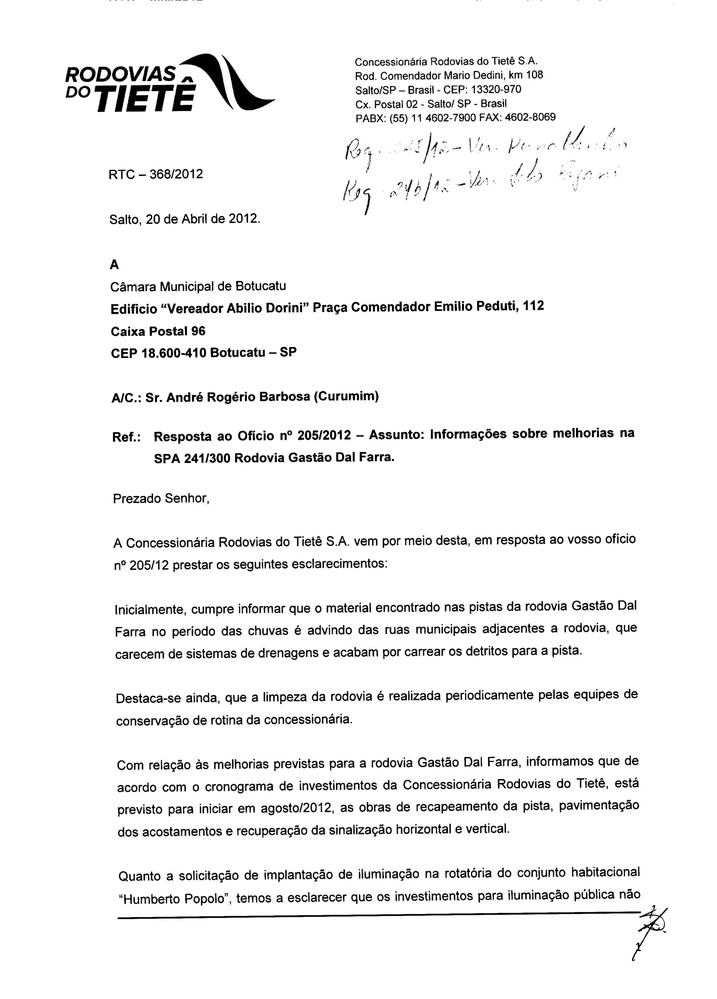 RODOVIAS
DO TIETÊ
Concessionária Rodovias do Tietê S.A.
Rod. Comendador Mario Dedini, km 108
Salto/SP – Brasil - CEP: 13320-970
Cx. Postal 02 - Salto/ SP - Brasil
PABX: (55) 11 4602-7900 FAX: 4602-8069
Req. /12 - Ver.
Req. 246/12 - Ver.
RTC – 368/2012
Salto, 20 de Abril de 2012.
A
Câmara Municipal de Botucatu
Edificio “Vereador Abilio Dorini” Praça Comendador Emilio Peduti, 112
Caixa Postal 96
CEP 18.600-410 Botucatu – SP
A/C.: Sr. André Rogério Barbosa (Curumim)
Ref.: Resposta ao Ofício nº 205/2012 – Assunto: Informações sobre melhorias na
SPA 241/300 Rodovia Gastão Dal Farra.
Prezado Senhor,
A Concessionária Rodovias do Tietê S.A. vem por meio desta, em resposta ao vosso ofício
nº 205/12 prestar os seguintes esclarecimentos:
Inicialmente, cumpre informar que o material encontrado nas pistas da rodovia Gastão Dal
Farra no período das chuvas é advindo das ruas municipais adjacentes a rodovia, que
carecem de sistemas de drenagens e acabam por carrear os detritos para a pista.
Destaca-se ainda, que a limpeza da rodovia é realizada periodicamente pelas equipes de
conservação de rotina da concessionária.
Com relação às melhorias previstas para a rodovia Gastão Dal Farra, informamos que de
acordo com o cronograma de investimentos da Concessionária Rodovias do Tietê, está
previsto para iniciar em agosto/2012, as obras de recapeamento da pista, pavimentação
dos acostamentos e recuperação da sinalização horizontal e vertical.
Quanto a solicitação de implantação de iluminação na rotatória do conjunto habitacional
“Humberto Popolo”, temos a esclarecer que os investimentos para iluminação pública não
1